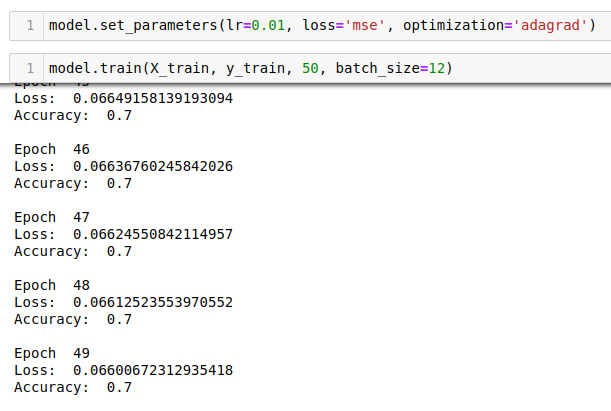 1 model.set_parameters(lr=0.01, loss='mse', optimization='adagrad')
1 model.train(X_train, y_train, 50, batch_size=12)
Loss:  0.06649158139193094
Accuracy:  0.7
Epoch  46
Loss:  0.06636760245842026
Accuracy:  0.7
Epoch  47
Loss:  0.06624550842114957
Accuracy:  0.7
Epoch  48
Loss:  0.06612523553970552
Accuracy:  0.7
Epoch  49
Loss:  0.06600672312935418
Accuracy:  0.7